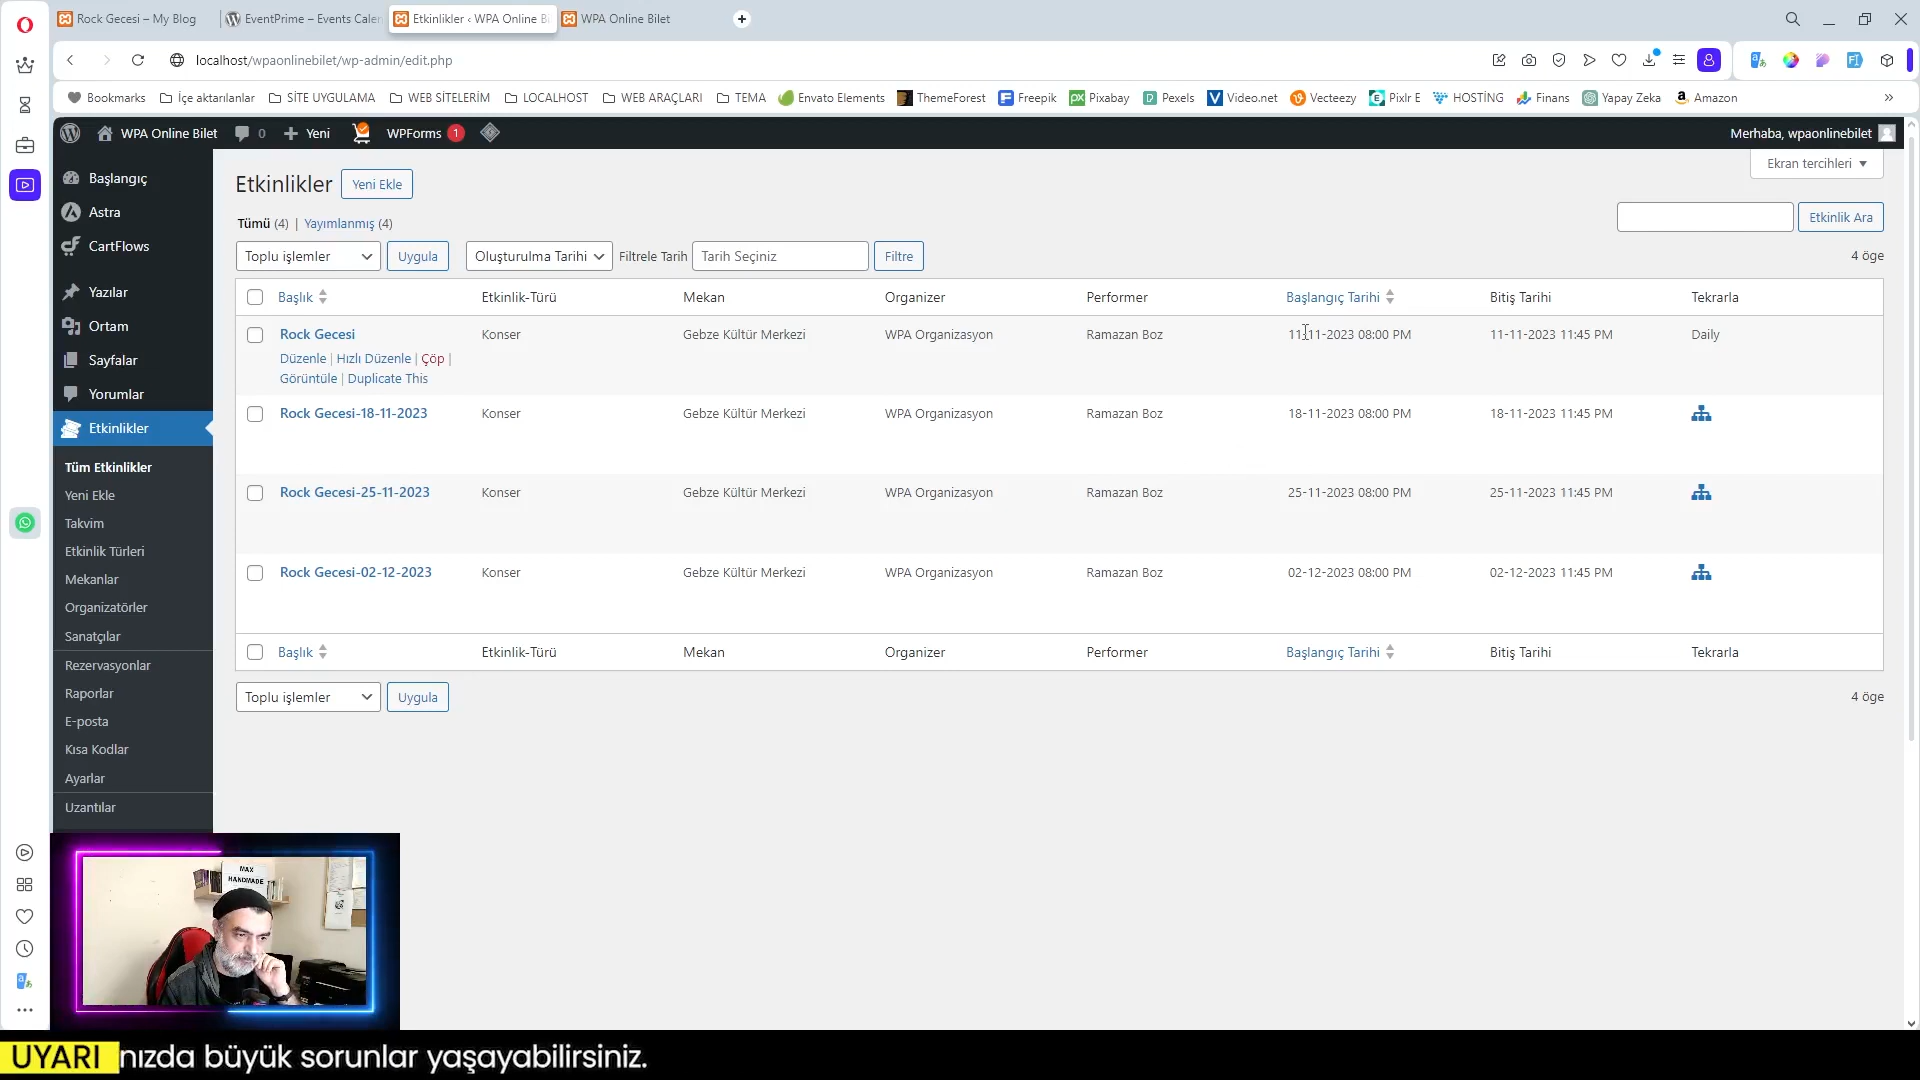 Rock Gecesi – My Blog
EventPrime – Events Calen
Etkinlikler ‹ WPA Online Bi
WPA Online Bilet
localhost/wpaonlinebilet/wp-admin/edit.php
Bookmarks
İçe aktarılanlar
SİTE UYGULAMA
WEB SİTELERİM
LOCALHOST
WEB ARAÇLARI
TEMA
Envato Elements
ThemeForest
Freepik
Pixabay
Pexels
Video.net
Vecteezy
Pixlr E
HOSTİNG
Finans
Yapay Zeka
Amazon
WPA Online Bilet
0
Yeni
WPForms 1
Merhaba, wpaonlinebilet
Başlangıç
Astra
CartFlows
Yazılar
Ortam
Sayfalar
Yorumlar
Etkinlikler
Tüm Etkinlikler
Yeni Ekle
Takvim
Etkinlik Türleri
Mekanlar
Organizatörler
Sanatçılar
Rezervasyonlar
Raporlar
E-posta
Kısa Kodlar
Ayarlar
Uzantılar
Ekran tercihleri
Etkinlikler Yeni Ekle
Tümü (4) | Yayımlanmış (4)
Etkinlik Ara
Toplu işlemler Uygula Oluşturulma Tarihi Filtrele Tarih Tarih Seçiniz Filtre 4 öge
Başlık Etkinlik-Türü Mekan Organizer Performer Başlangıç Tarihi Bitiş Tarihi Tekrarla
Rock Gecesi Konser Gebze Kültür Merkezi WPA Organizasyon Ramazan Boz 11-11-2023 08:00 PM 11-11-2023 11:45 PM Daily
Düzenle | Hızlı Düzenle | Çöp |
Görüntüle | Duplicate This
Rock Gecesi-18-11-2023 Konser Gebze Kültür Merkezi WPA Organizasyon Ramazan Boz 18-11-2023 08:00 PM 18-11-2023 11:45 PM
Rock Gecesi-25-11-2023 Konser Gebze Kültür Merkezi WPA Organizasyon Ramazan Boz 25-11-2023 08:00 PM 25-11-2023 11:45 PM
Rock Gecesi-02-12-2023 Konser Gebze Kültür Merkezi WPA Organizasyon Ramazan Boz 02-12-2023 08:00 PM 02-12-2023 11:45 PM
Başlık Etkinlik-Türü Mekan Organizer Performer Başlangıç Tarihi Bitiş Tarihi Tekrarla
Toplu işlemler Uygula 4 öge
MAX
HANDMADE
UYARI nızda büyük sorunlar yaşayabilirsiniz.